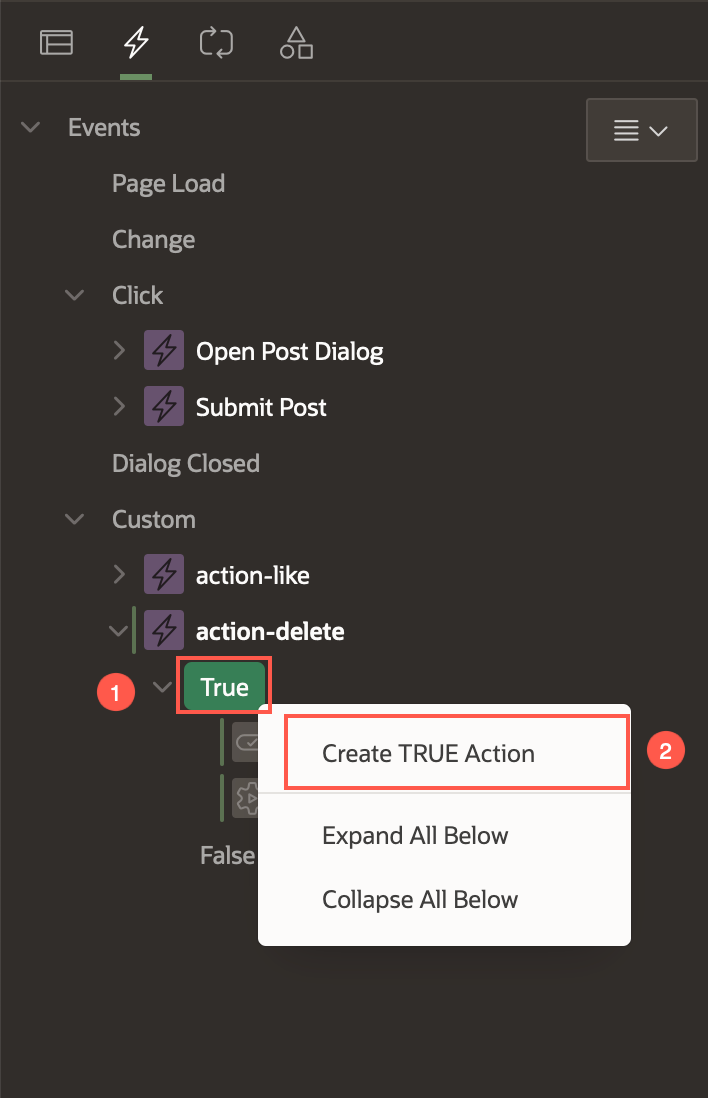 Events
Page Load
Change
Click
Open Post Dialog
Submit Post
Dialog Closed
Custom
action-like
action-delete
1 True
Create TRUE Action 2
Expand All Below
False
Collapse All Below